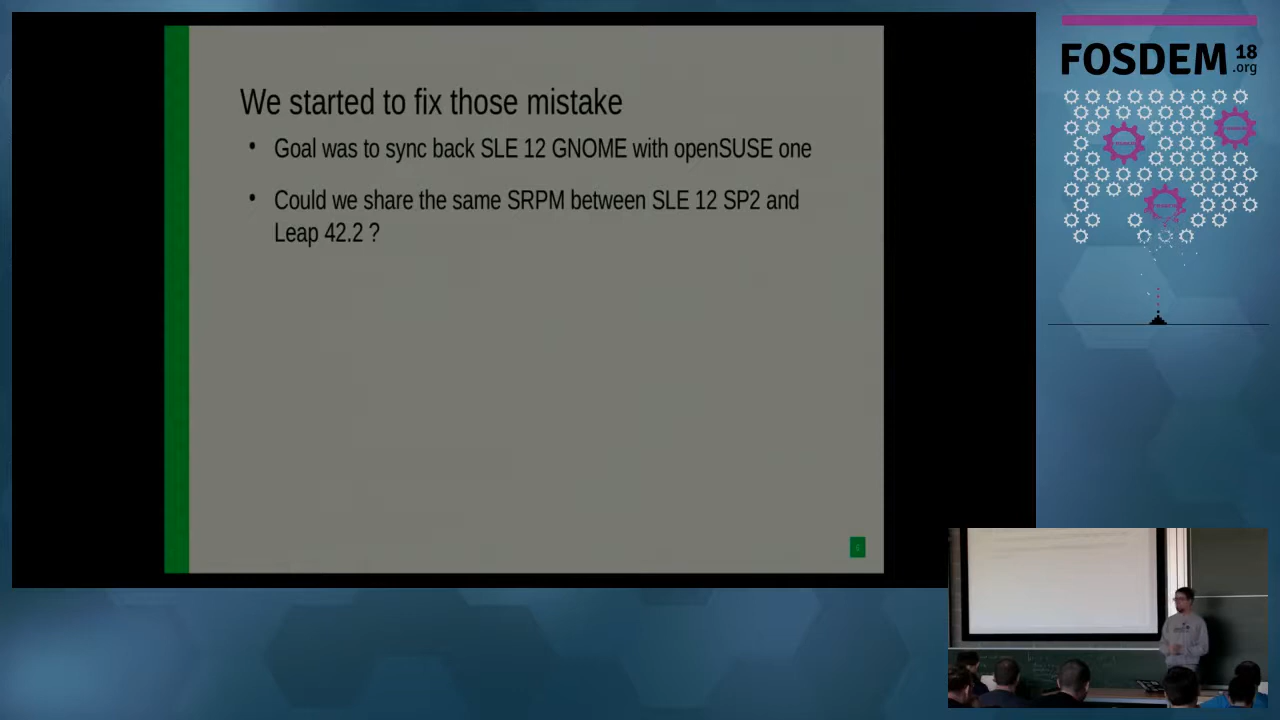 We started to fix those mistake
• Goal was to sync back SLE 12 GNOME with openSUSE one
• Could we share the same SRPM between SLE 12 SP2 and
Leap 42.2 ?
FOSDEM 18
.org